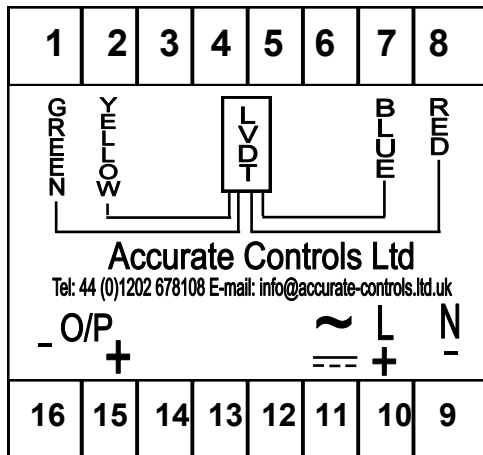 1 2 3 4 5 6 7 8
GREEN YELLOW LVDT BLUE RED
Accurate Controls Ltd
Tel: 44 (0)1202 678108 E-mail: info@accurate-controls.ltd.uk
- O/P + ~ L N
+ -
16 15 14 13 12 11 10 9